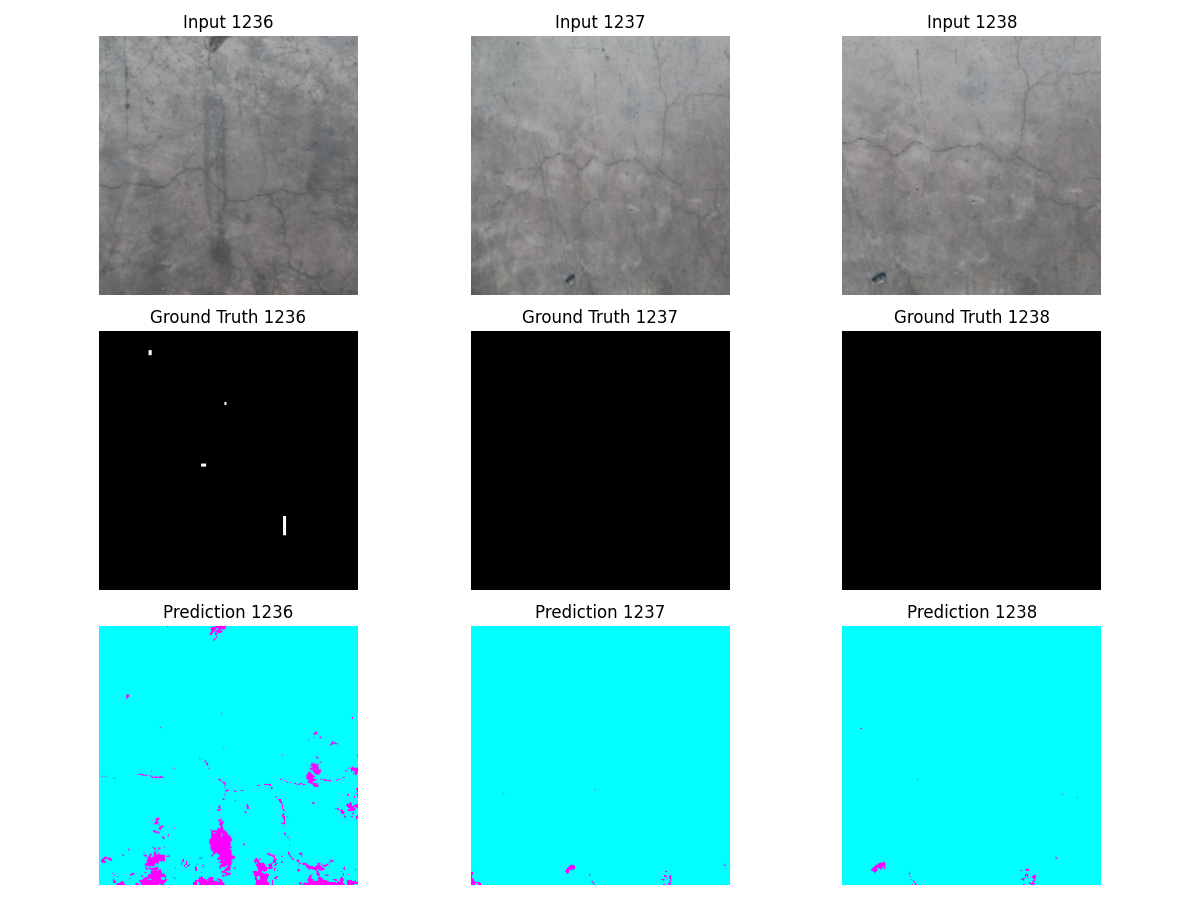 Input 1236
Input 1237
Input 1238
Ground Truth 1236
Ground Truth 1237
Ground Truth 1238
Prediction 1236
Prediction 1237
Prediction 1238